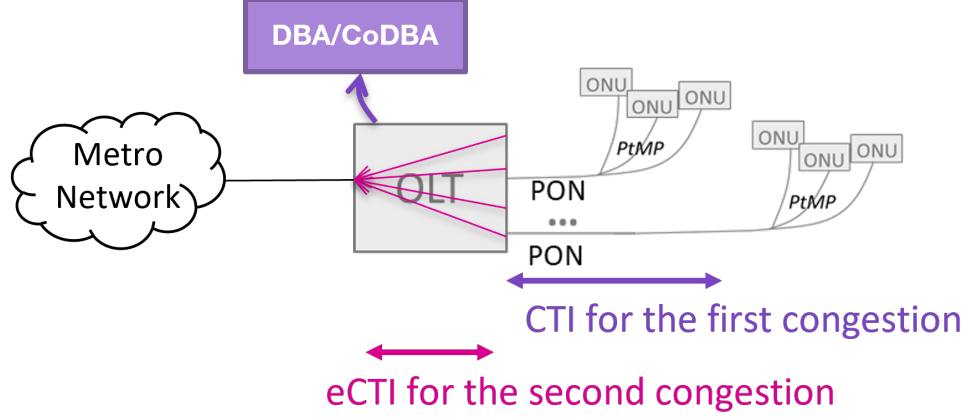 DBA/CoDBA
ONU
ONU
ONU
PtMP
ONU
ONU
ONU
PtMP
Metro
Network
OLT
PON
...
PON
CTI for the first congestion
eCTI for the second congestion